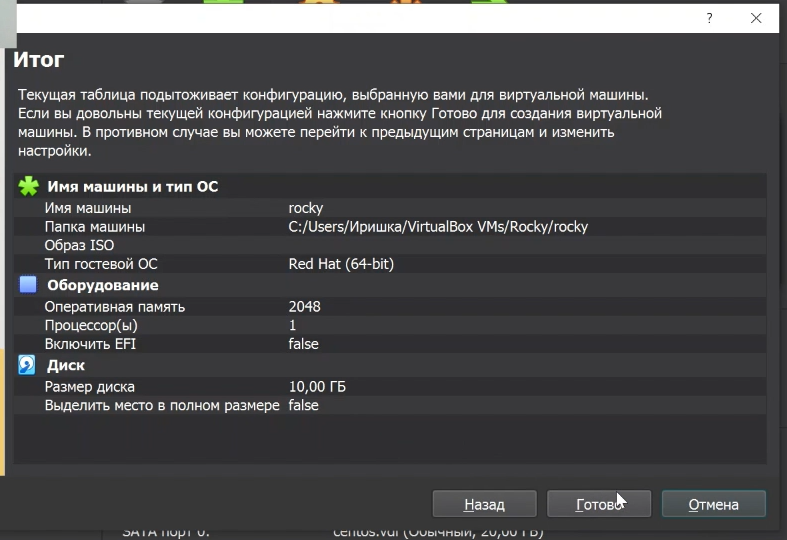 ?
Итог
Текущая таблица подытоживает конфигурацию, выбранную вами для виртуальной машины.
Если вы довольны текущей конфигурацией нажмите кнопку Готово для создания виртуальной
машины. В противном случае вы можете перейти к предыдущим страницам и изменить
настройки.
Имя машины и тип ОС
Имя машины rocky
Папка машины C:/Users/Иришка/VirtualBox VMs/Rocky/rocky
Образ ISO
Тип гостевой ОС Red Hat (64-bit)
Оборудование
Оперативная память 2048
Процессор(ы) 1
Включить EFI false
Диск
Размер диска 10,00 ГБ
Выделить место в полном размере false
Назад Готово Отмена
SATA порт 0: centos.vdi (Обычный, 20,00 ГБ)